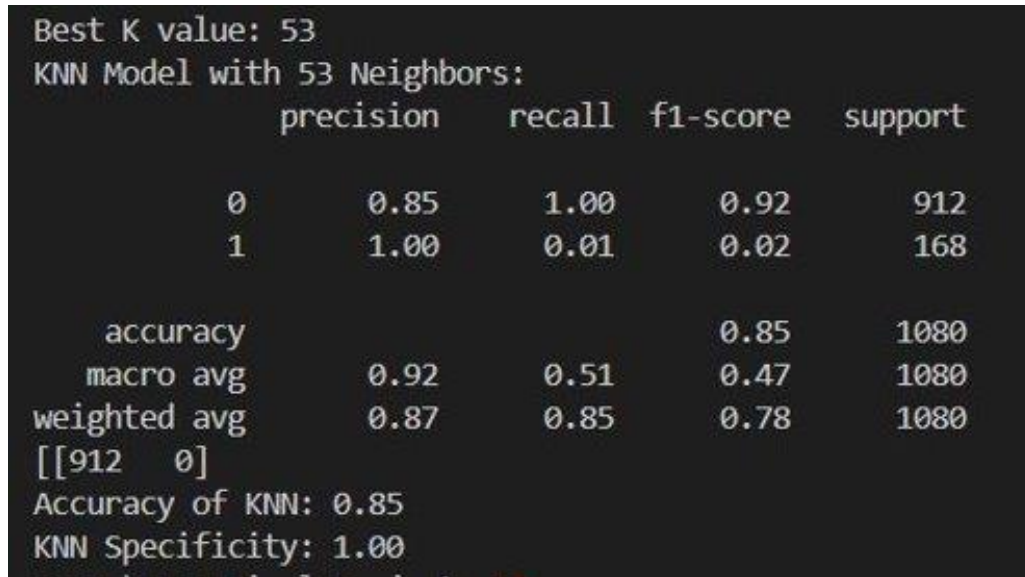 Best K value: 53
KNN Model with 53 Neighbors:
precision recall f1-score support
0 0.85 1.00 0.92 912
1 1.00 0.01 0.02 168
accuracy 0.85 1080
macro avg 0.92 0.51 0.47 1080
weighted avg 0.87 0.85 0.78 1080
[[912 0]
Accuracy of KNN: 0.85
KNN Specificity: 1.00